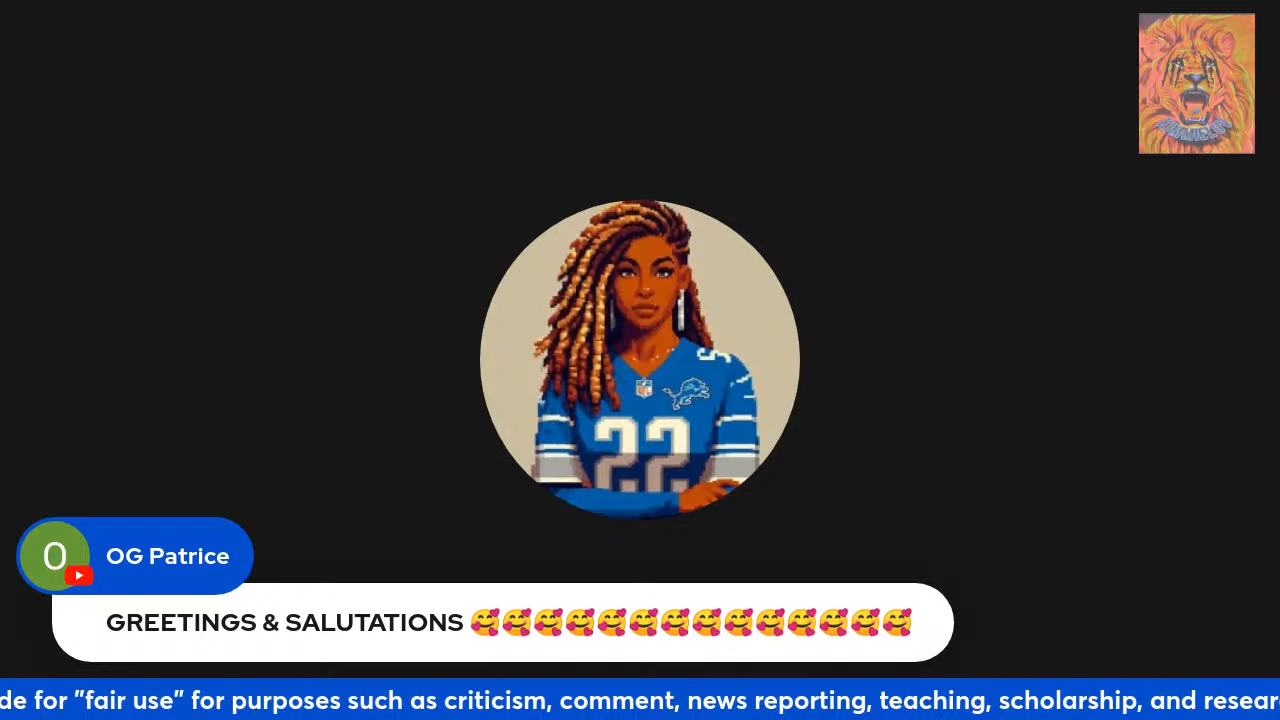 22
O
OG Patrice
GREETINGS & SALUTATIONS 🥰🥰🥰🥰🥰🥰🥰🥰🥰🥰🥰🥰🥰🥰
de for "fair use" for purposes such as criticism, comment, news reporting, teaching, scholarship, and resear